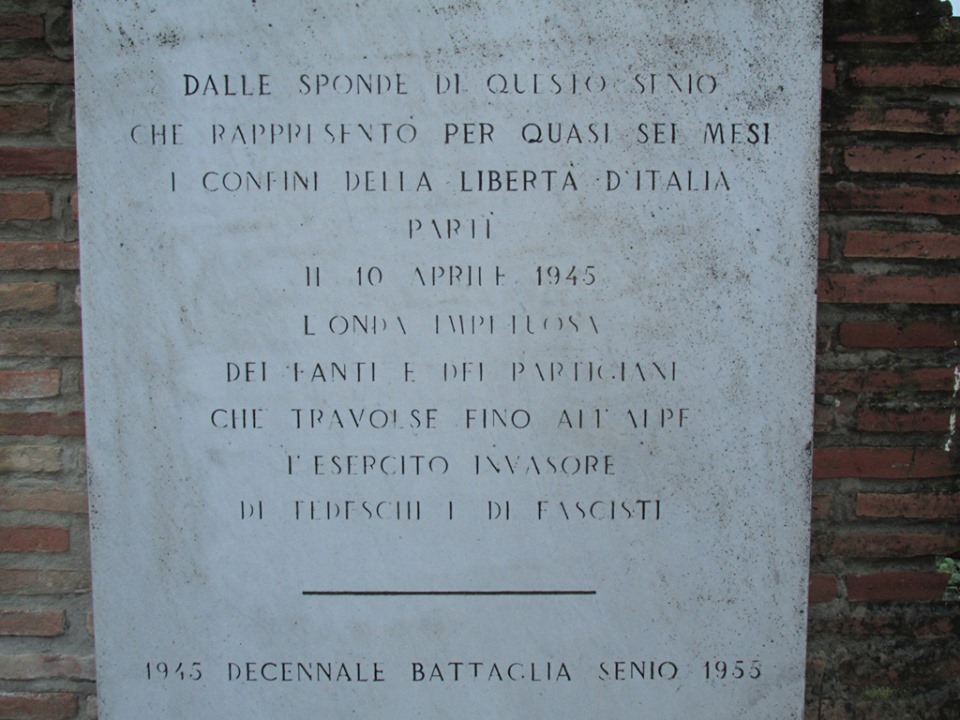 DALLE SPONDE DI QUESTO SENIO
CHE RAPPRESENTÒ PER QUASI SEI MESI
I CONFINI DELLA LIBERTÀ D'ITALIA
PARTÌ
IL 10 APRILE 1945
L'ONDA IMPETUOSA
DEI FANTI E DEI PARTIGIANI
CHE TRAVOLSE FINO ALL'ALPE
L'ESERCITO INVASORE
DI TEDESCHI E DI FASCISTI
1945 DECENNALE BATTAGLIA SENIO 1955